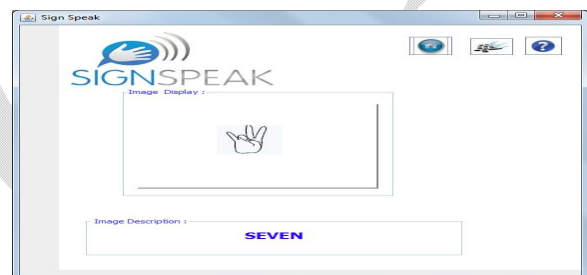 Sign Speak
SIGNSPEAK
Image Display :
Image Description :
SEVEN